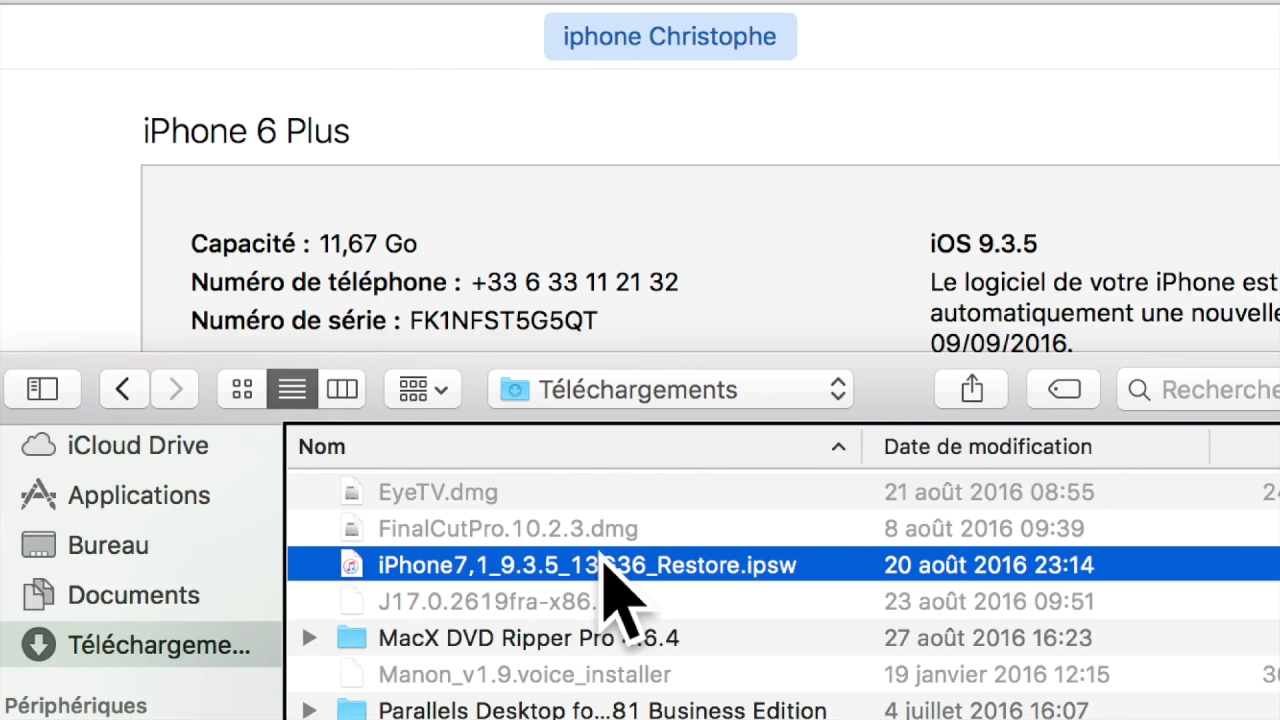 iphone Christophe
iPhone 6 Plus
Capacité : 11,67 Go
Numéro de téléphone : +33 6 33 11 21 32
Numéro de série : FK1NFST5G5QT
iOS 9.3.5
Le logiciel de votre iPhone est
automatiquement une nouvelle
09/09/2016.
Téléchargements
Recherche
iCloud Drive
Applications
Bureau
Documents
Téléchargeme...
Périphériques
Nom Date de modification
EyeTV.dmg 21 août 2016 08:55
FinalCutPro.10.2.3.dmg 8 août 2016 09:39
iPhone7,1_9.3.5_13G36_Restore.ipsw 20 août 2016 23:14
J17.0.2619fra-x86. 23 août 2016 09:51
MacX DVD Ripper Pro 4.6.4 27 août 2016 16:23
Manon_v1.9.voice_installer 19 janvier 2016 12:15
Parallels Desktop fo...81 Business Edition 4 juillet 2016 16:07